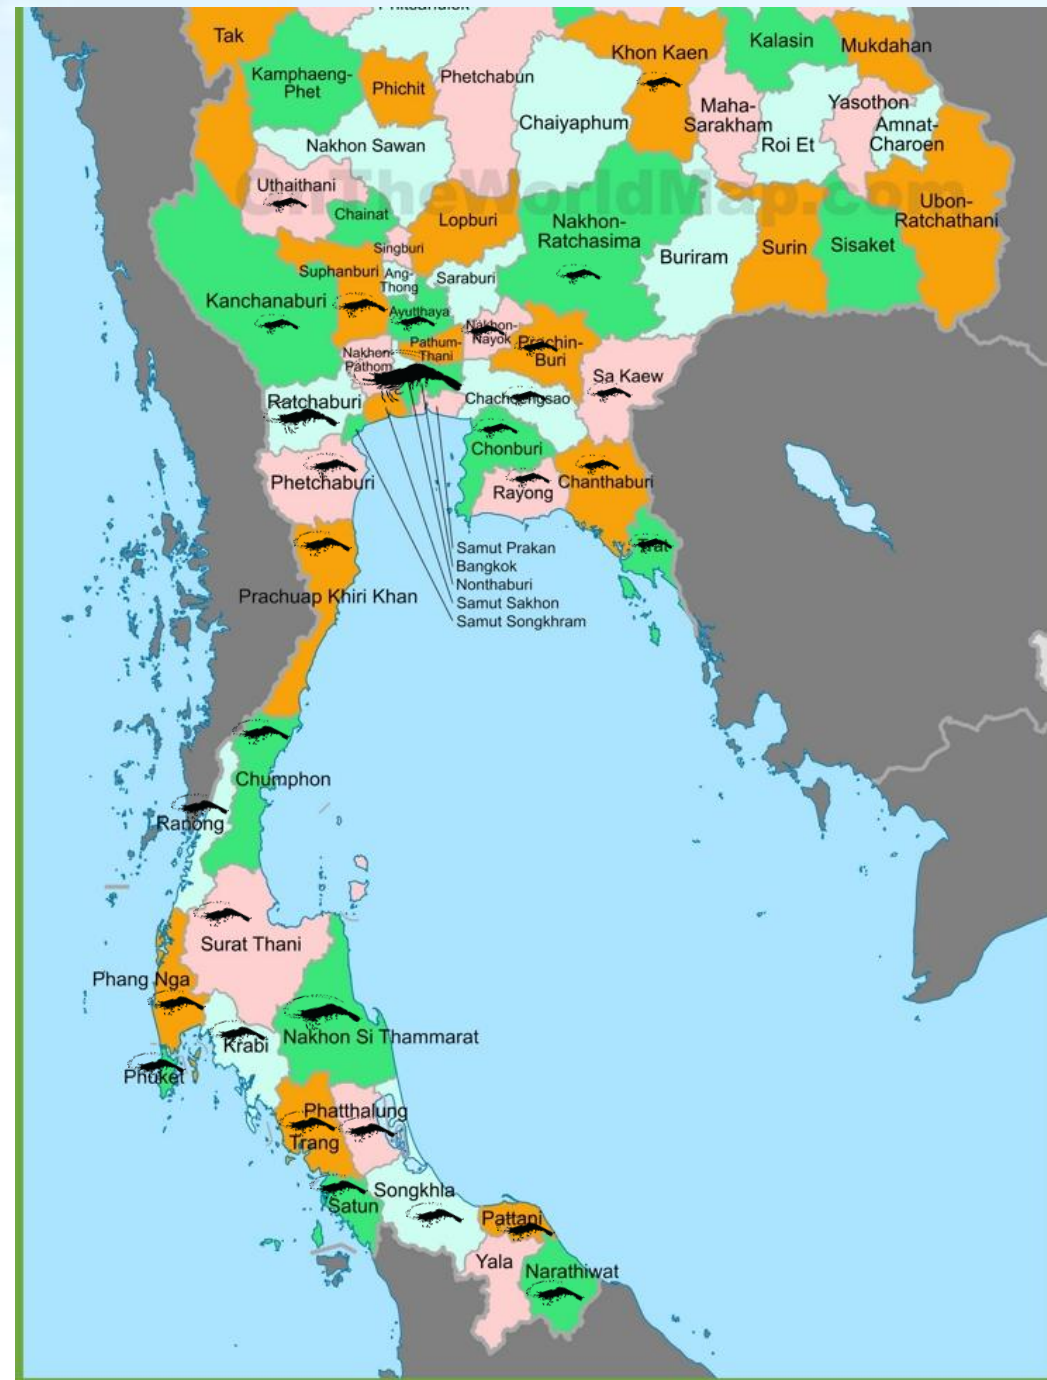 Phitsanulok
Tak
Kamphaeng-
Phet
Phichit
Phetchabun
Khon Kaen
Kalasin
Mukdahan
Chaiyaphum
Maha-
Sarakham
Roi Et
Yasothon
Amnat-
Charoen
Nakhon Sawan
Uthaithani
Chainat
OnTheWorldMap.com
Lopburi
Nakhon-
Ratchasima
Buriram
Surin
Sisaket
Ubon-
Ratchathani
Singburi
Suphanburi
Ang-
Thong
Saraburi
Kanchanaburi
Ayutthaya
Nakhon-
Nayok
Prachin-
Buri
Pathum-
Thani
Nakhon-
Pathom
Sa Kaew
Ratchaburi
Chachoengsao
Chonburi
Phetchaburi
Rayong
Chanthaburi
Trat
Samut Prakan
Bangkok
Nonthaburi
Samut Sakhon
Samut Songkhram
Prachuap Khiri Khan
Chumphon
Ranong
Surat Thani
Phang Nga
Krabi
Nakhon Si Thammarat
Phuket
Phatthalung
Trang
Songkhla
Satun
Pattani
Yala
Narathiwat